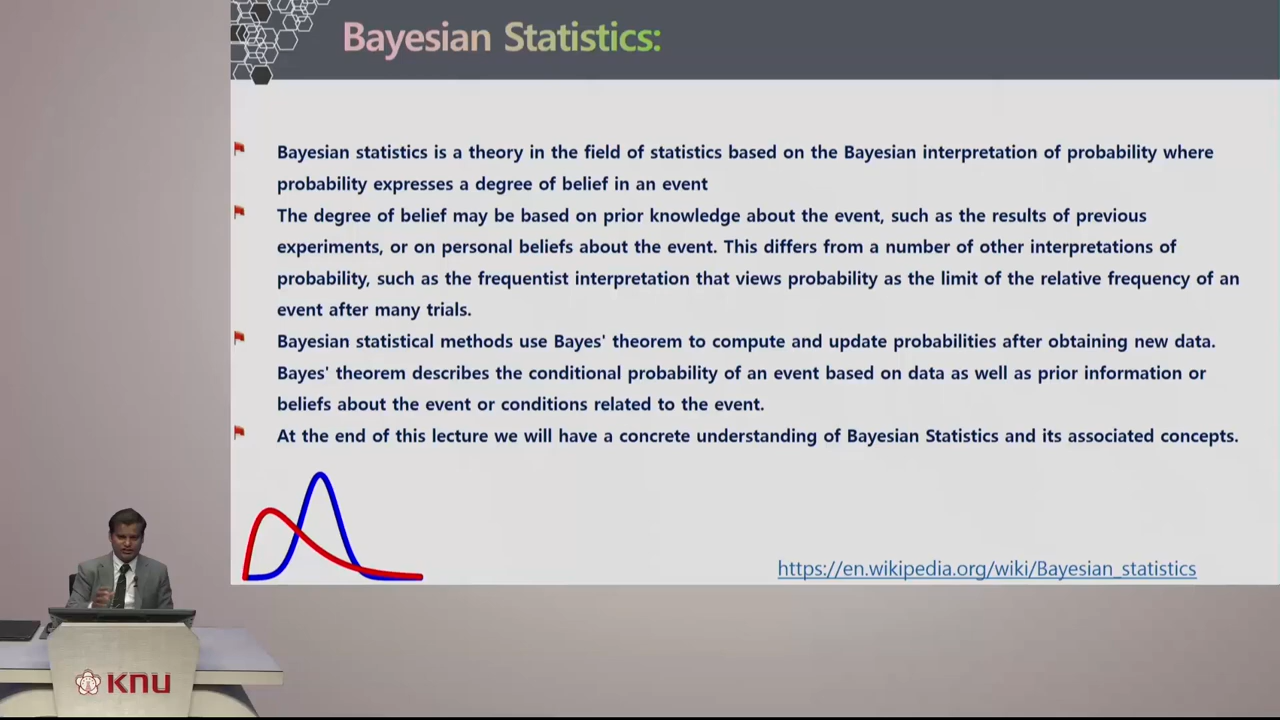 Bayesian Statistics:
Bayesian statistics is a theory in the field of statistics based on the Bayesian interpretation of probability where
probability expresses a degree of belief in an event
The degree of belief may be based on prior knowledge about the event, such as the results of previous
experiments, or on personal beliefs about the event. This differs from a number of other interpretations of
probability, such as the frequentist interpretation that views probability as the limit of the relative frequency of an
event after many trials.
Bayesian statistical methods use Bayes' theorem to compute and update probabilities after obtaining new data.
Bayes' theorem describes the conditional probability of an event based on data as well as prior information or
beliefs about the event or conditions related to the event.
At the end of this lecture we will have a concrete understanding of Bayesian Statistics and its associated concepts.
https://en.wikipedia.org/wiki/Bayesian_statistics
KNU